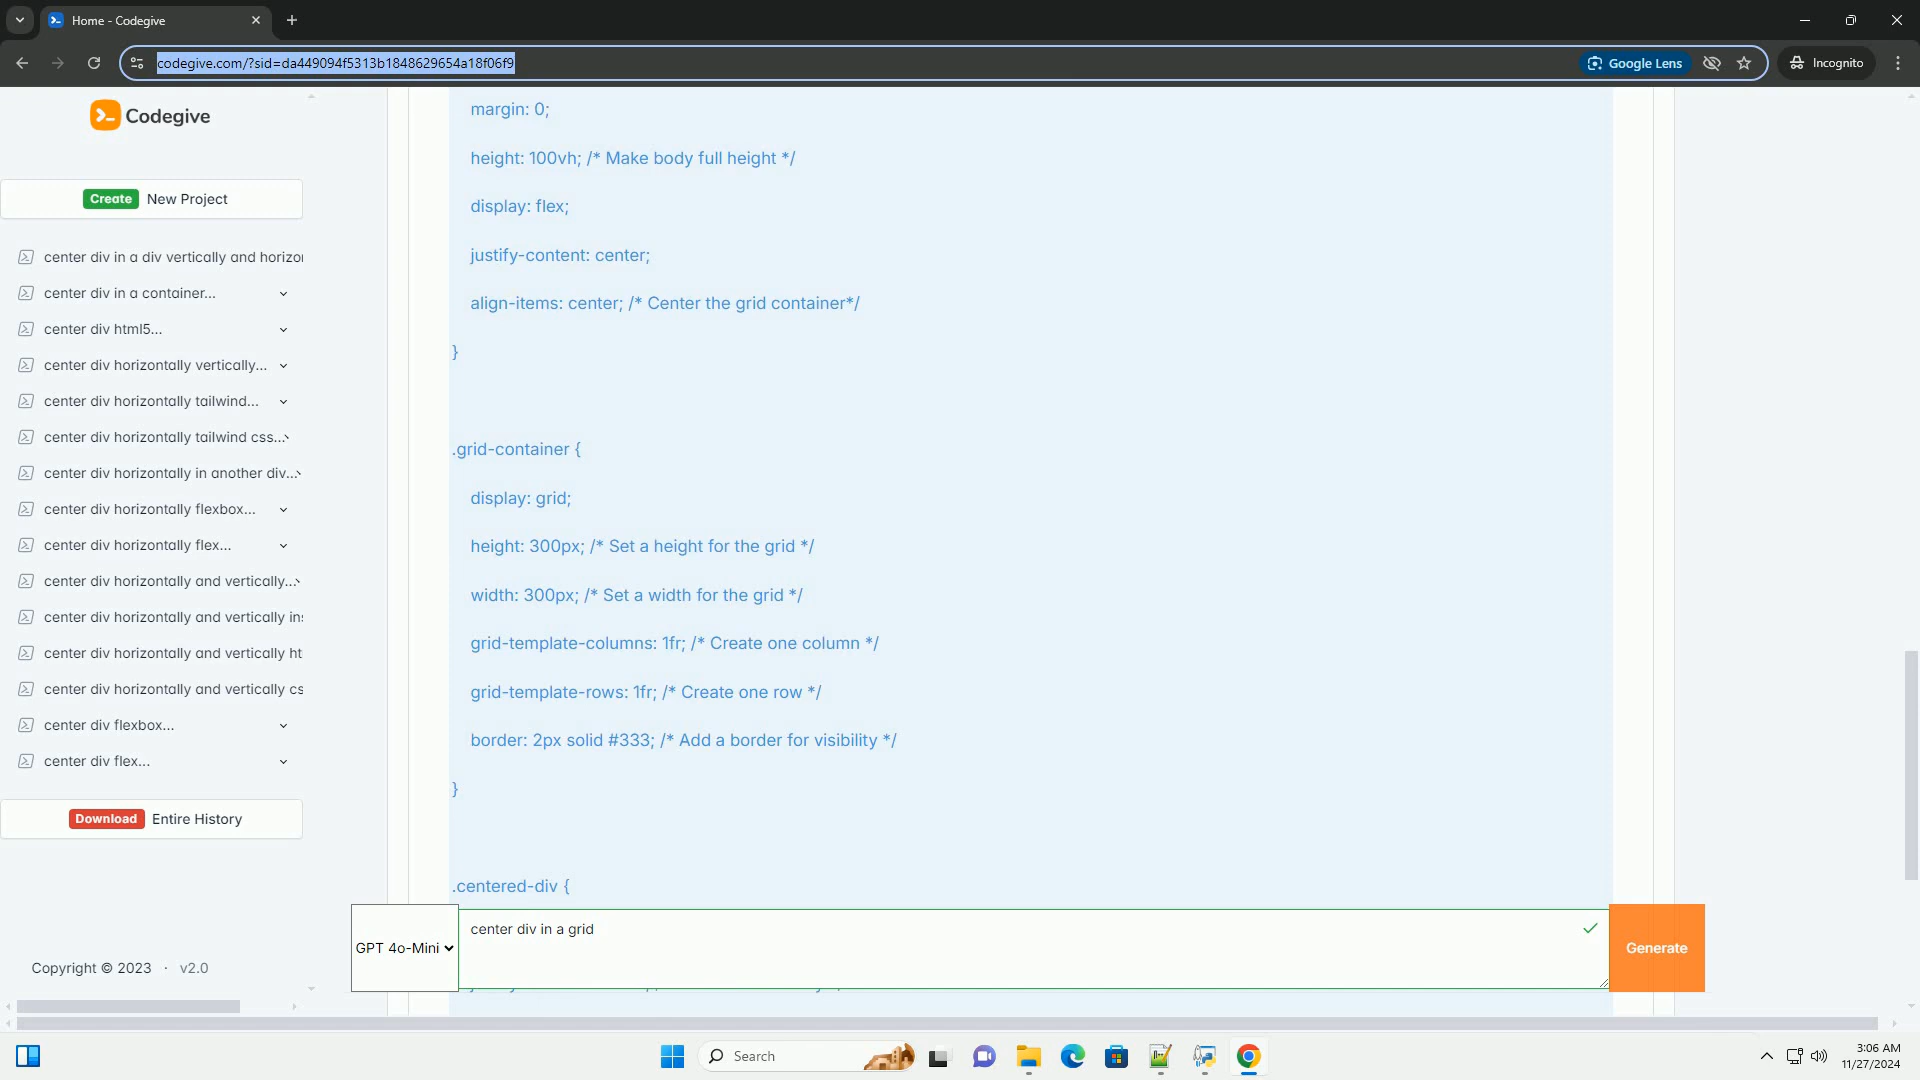 Home - Codegive
codegive.com/?sid=da449094f5313b1848629654a18f06f9
Google Lens
Incognito
Codegive
Create New Project
center div in a div vertically and horizon
center div in a container...
center div html5...
center div horizontally vertically...
center div horizontally tailwind...
center div horizontally tailwind css...
center div horizontally in another div...
center div horizontally flexbox...
center div horizontally flex...
center div horizontally and vertically...
center div horizontally and vertically in
center div horizontally and vertically ht
center div horizontally and vertically cs
center div flexbox...
center div flex...
Download Entire History
Copyright © 2023 · v2.0
margin: 0;
height: 100vh; /* Make body full height */
display: flex;
justify-content: center;
align-items: center; /* Center the grid container*/
}
.grid-container {
display: grid;
height: 300px; /* Set a height for the grid */
width: 300px; /* Set a width for the grid */
grid-template-columns: 1fr; /* Create one column */
grid-template-rows: 1fr; /* Create one row */
border: 2px solid #333; /* Add a border for visibility */
}
.centered-div {
GPT 4o-Mini
center div in a grid
Generate
Search
3:06 AM
11/27/2024